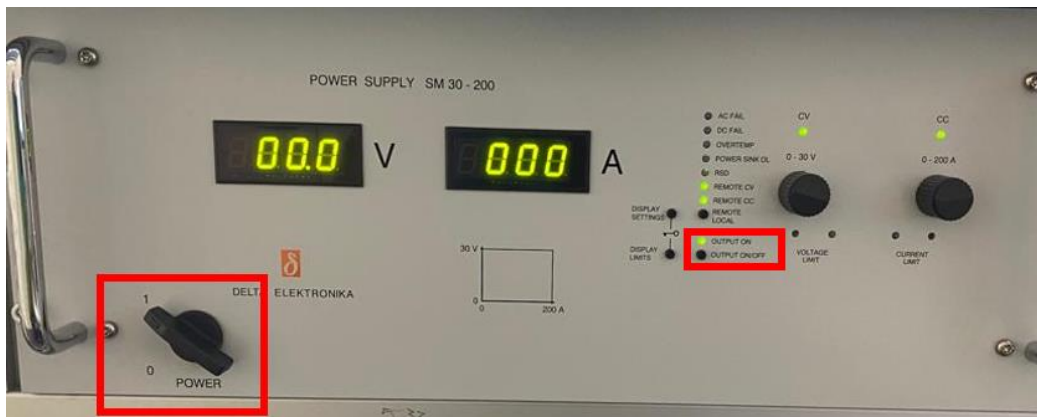 POWER SUPPLY SM 30 - 200
00.0 V
000 A
AC FAIL
DC FAIL
OVERTEMP
POWER SINK OL
RSD
REMOTE CV
REMOTE CC
REMOTE
LOCAL
OUTPUT ON
OUTPUT ON/OFF
DISPLAY
SETTINGS
DISPLAY
LIMITS
CV
0 - 30 V
VOLTAGE
LIMIT
CC
0 - 200 A
CURRENT
LIMIT
δ
DELTA ELEKTRONIKA
30 V
0
0 200 A
1
0
POWER